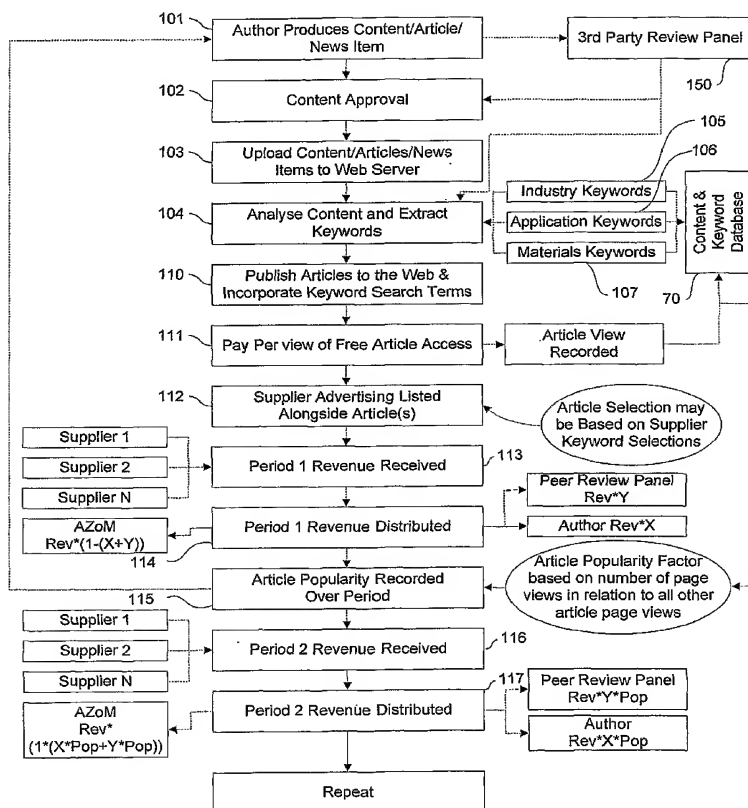 101
Author Produces Content/Article/
News Item
3rd Party Review Panel
150
102
Content Approval
103
Upload Content/Articles/News
Items to Web Server
105
106
104
Analyse Content and Extract
Keywords
Industry Keywords
Application Keywords
Materials Keywords
107
Content &
Keyword
Database
70
110
Publish Articles to the Web &
Incorporate Keyword Search Terms
111
Pay Per view of Free Article Access
Article View
Recorded
112
Supplier Advertising Listed
Alongside Article(s)
Article Selection may
be Based on Supplier
Keyword Selections
Supplier 1
Supplier 2
Supplier N
Period 1 Revenue Received
113
Peer Review Panel
Rev*Y
AZoM
Rev*(1-(X+Y))
114
Period 1 Revenue Distributed
Author Rev*X
115
Article Popularity Recorded
Over Period
Article Popularity Factor
based on number of page
views in relation to all other
article page views
Supplier 1
Supplier 2
Supplier N
Period 2 Revenue Received
116
117
Peer Review Panel
Rev*Y*Pop
AZoM
Rev*
(1*(X*Pop+Y*Pop))
Period 2 Revenue Distributed
Author
Rev*X*Pop
Repeat